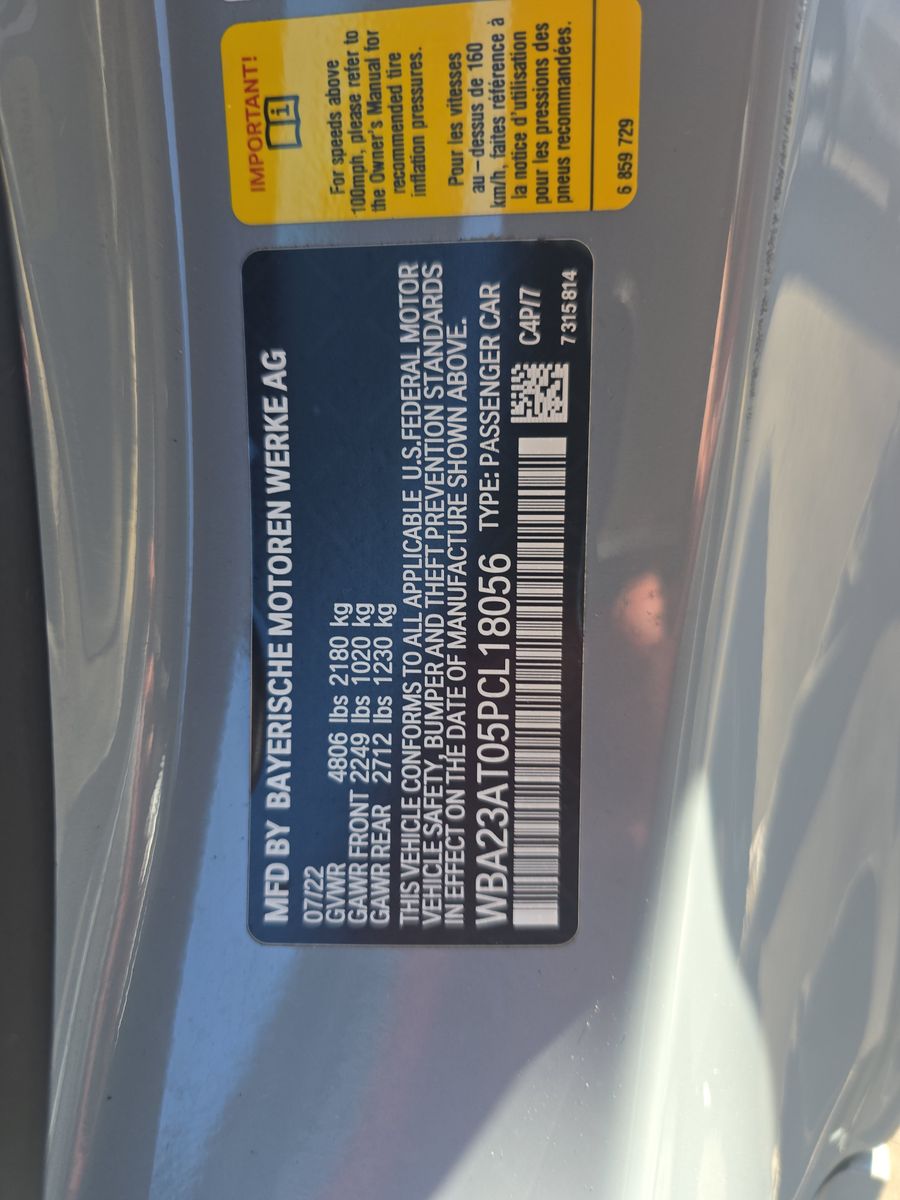 MFD BY BAYERISCHE MOTOREN WERKE AG
07/22
GVWR 4806 lbs 2180 kg
GAWR FRONT 2249 lbs 1020 kg
GAWR REAR 2712 lbs 1230 kg
THIS VEHICLE CONFORMS TO ALL APPLICABLE U.S.FEDERAL MOTOR
VEHICLE SAFETY, BUMPER AND THEFT PREVENTION STANDARDS
IN EFFECT ON THE DATE OF MANUFACTURE SHOWN ABOVE.
WBA23AT05PCL18056 TYPE: PASSENGER CAR
C4P/7
7 315 814
IMPORTANT!
i
For speeds above
100mph, please refer to
the Owner's Manual for
recommended tire
inflation pressures.
Pour les vitesses
au – dessus de 160
km/h, faites référence à
la notice d'utilisation
pour les pressions des
pneus recommandées.
6 859 729